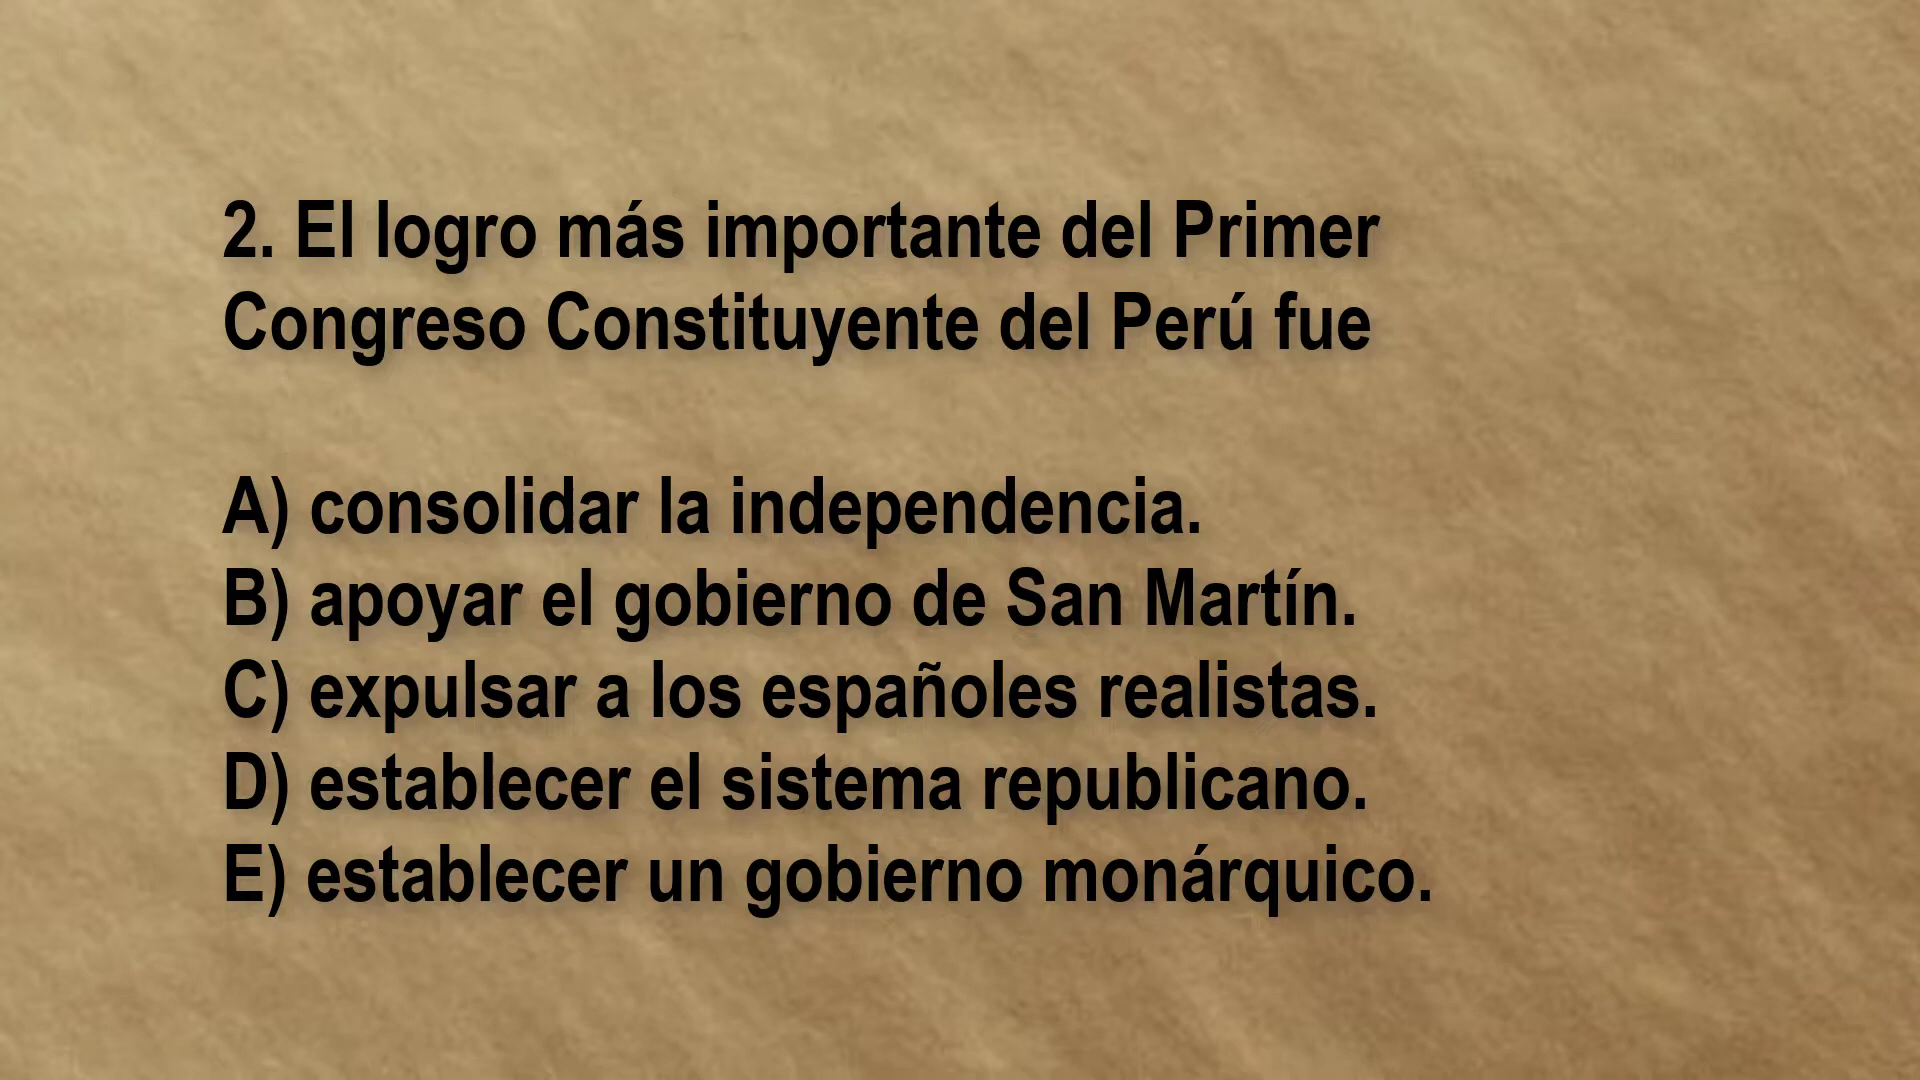 2. El logro más importante del Primer
Congreso Constituyente del Perú fue
A) consolidar la independencia.
B) apoyar el gobierno de San Martín.
C) expulsar a los españoles realistas.
D) establecer el sistema republicano.
E) establecer un gobierno monárquico.